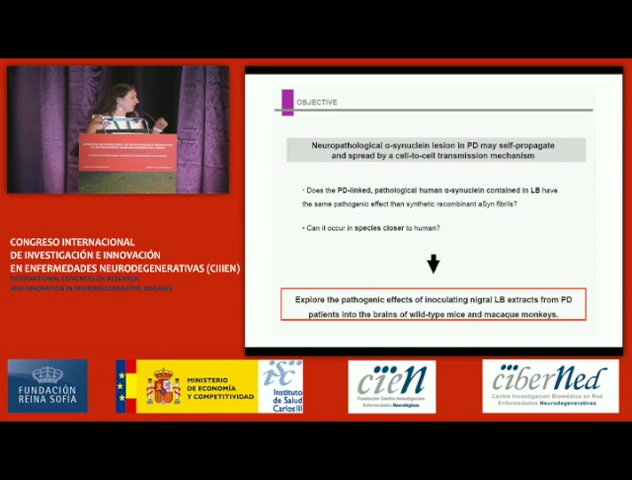 OBJECTIVE
Neuropathological α-synuclein lesion in PD may self-propagate
and spread by a cell-to-cell transmission mechanism
• Does the PD-linked, pathological human α-synuclein contained in LB have
the same pathogenic effect than synthetic recombinant aSyn fibrils?
• Can it occur in species closer to human?
Explore the pathogenic effects of inoculating nigral LB extracts from PD
patients into the brains of wild-type mice and macaque monkeys.
CONGRESO INTERNACIONAL
DE INVESTIGACIÓN E INNOVACIÓN
EN ENFERMEDADES NEURODEGENERATIVAS (CIIIEN)
INTERNATIONAL CONGRESS ON RESEARCH
AND INNOVATION IN NEURODEGENERATIVE DISEASES
FUNDACIÓN
REINA SOFÍA
MINISTERIO
DE ECONOMÍA
Y COMPETITIVIDAD
isc
Instituto
de Salud
Carlos III
cien
Fundación Centro Investigación
Enfermedades Neurológicas
ciberned
Centro Investigación Biomédica en Red
Enfermedades Neurodegenerativas